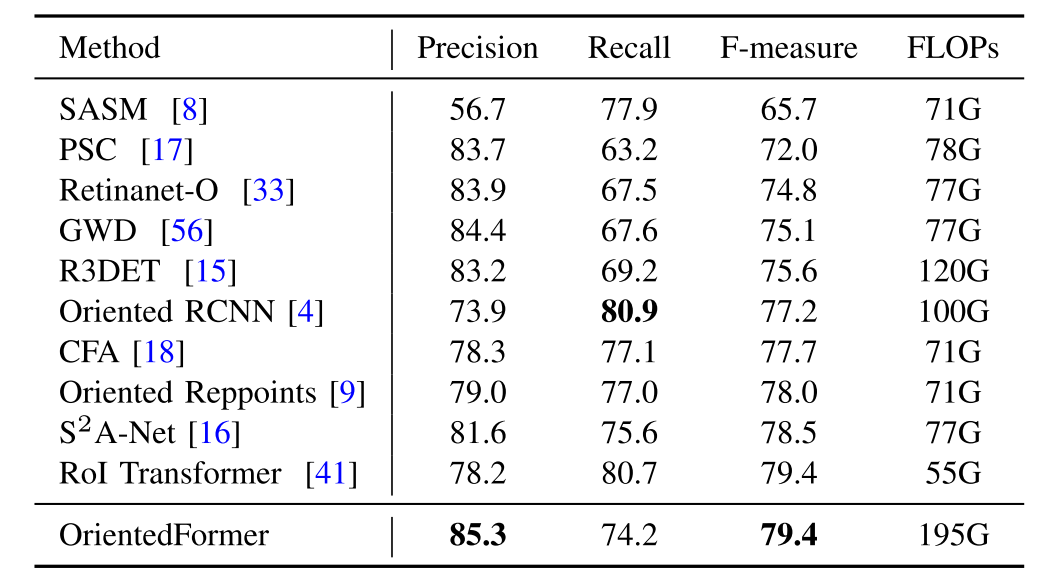 Method Precision Recall F-measure FLOPs
SASM [8] 56.7 77.9 65.7 71G
PSC [17] 83.7 63.2 72.0 78G
Retinanet-O [33] 83.9 67.5 74.8 77G
GWD [56] 84.4 67.6 75.1 77G
R3DET [15] 83.2 69.2 75.6 120G
Oriented RCNN [4] 73.9 80.9 77.2 100G
CFA [18] 78.3 77.1 77.7 71G
Oriented Reppoints [9] 79.0 77.0 78.0 71G
S²A-Net [16] 81.6 75.6 78.5 77G
RoI Transformer [41] 78.2 80.7 79.4 55G
OrientedFormer 85.3 74.2 79.4 195G